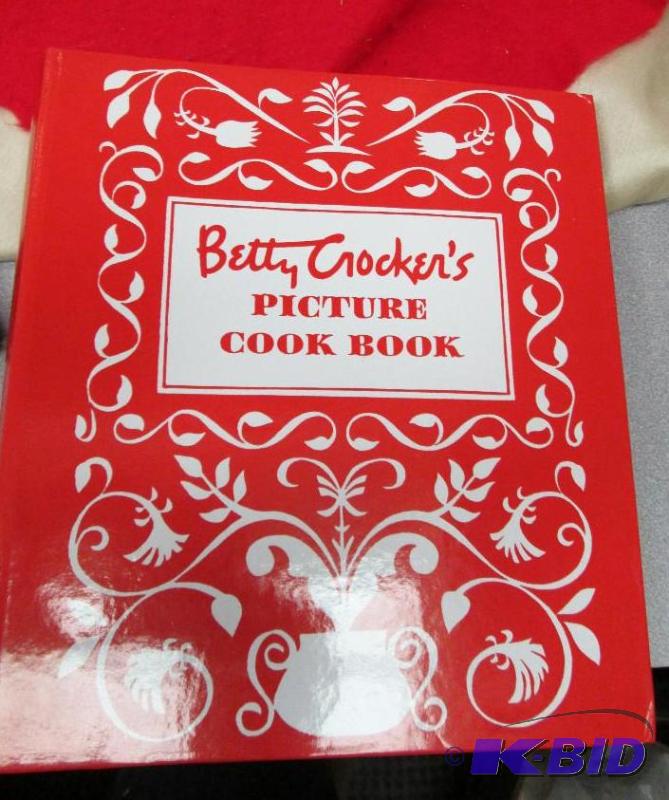 Betty Crocker's
PICTURE
COOK BOOK
© K-BID